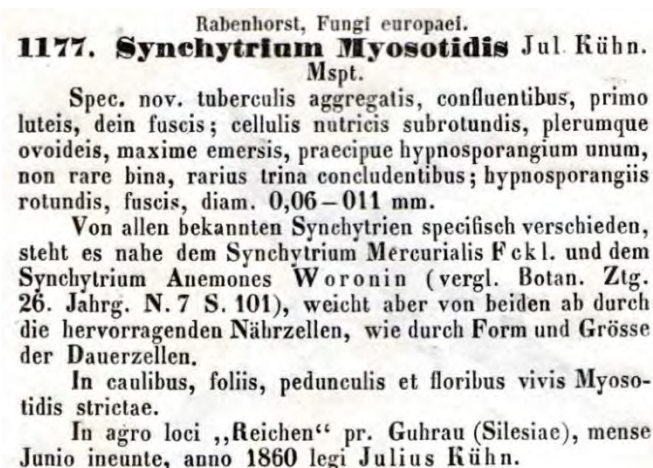 Rabenhorst, Fungi europaei.
1177. Synchytrium Myosotidis Jul. Kühn.
Mspt.
Spec. nov. tuberculis aggregatis, confluentibus, primo
luteis, dein fuscis; cellulis nutricis subrotundis, plerumque
ovoideis, maxime emersis, praecipue hypnosporangium unum,
non rare bina, rarius trina concludentibus; hypnosporangiis
rotundis, fuscis, diam. 0,06–011 mm.
Von allen bekannten Synchytrien specifisch verschieden,
steht es nahe dem Synchytrium Mercurialis Fckl. und dem
Synchytrium Anemones Woronin (vergl. Botan. Ztg.
26. Jahrg. N. 7 S. 101), weicht aber von beiden ab durch
die hervorragenden Nährzellen, wie durch Form und Grösse
der Dauerzellen.
In caulibus, foliis, pedunculis et floribus vivis Myoso-
tidis strictae.
In agro loci „Reichen“ pr. Guhrau (Silesiae), mense
Junio ineunte, anno 1860 legi Julius Kühn.